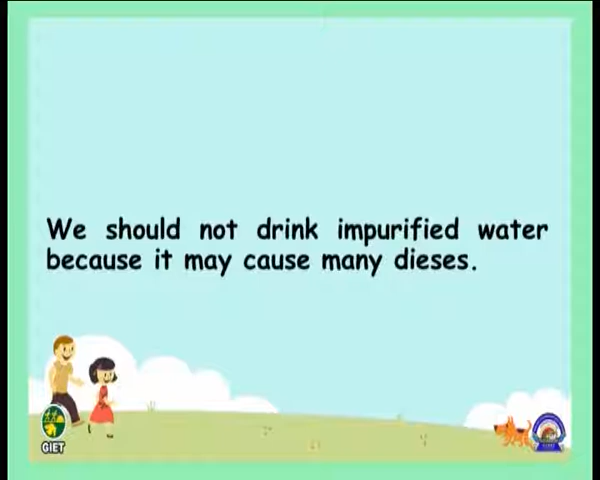 We should not drink impurified water
because it may cause many dieses.
GIET